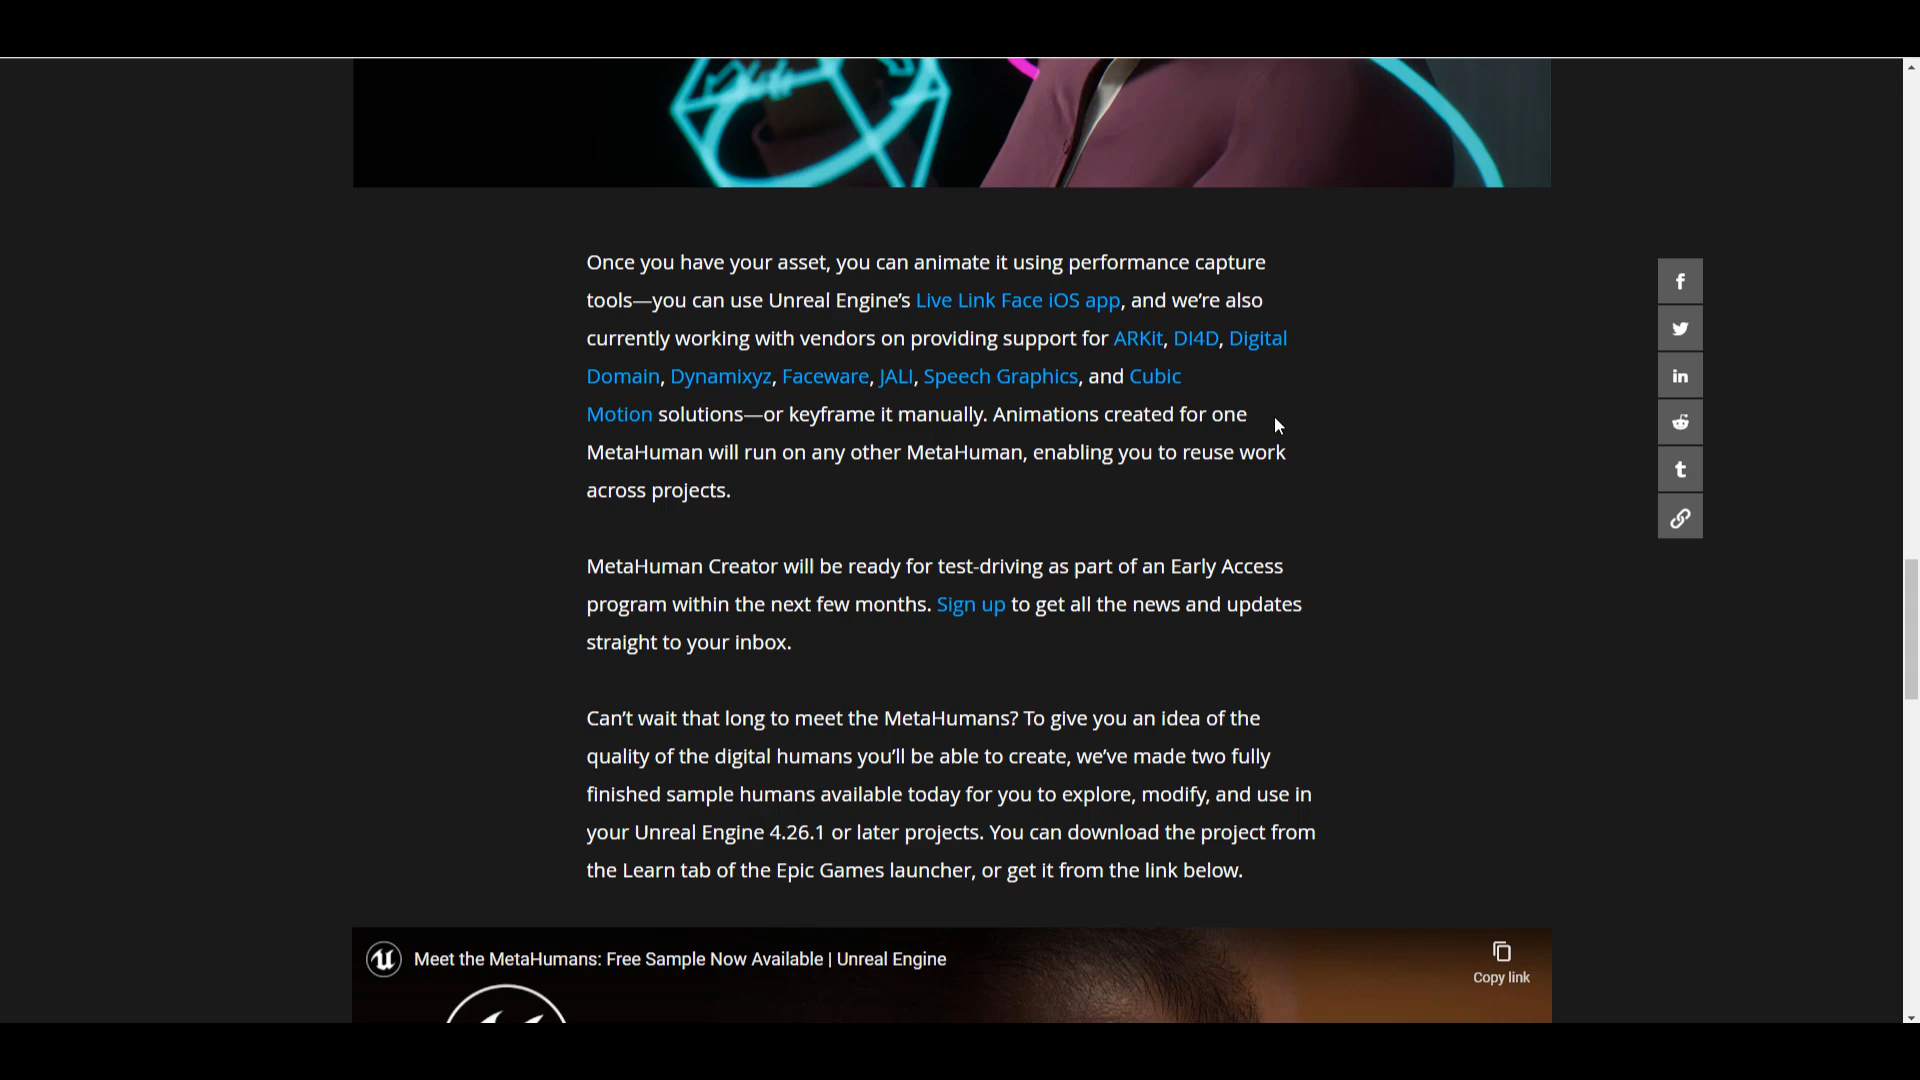 Once you have your asset, you can animate it using performance capture
tools—you can use Unreal Engine’s Live Link Face iOS app, and we’re also
currently working with vendors on providing support for ARKit, DI4D, Digital
Domain, Dynamixyz, Faceware, JALI, Speech Graphics, and Cubic
Motion solutions—or keyframe it manually. Animations created for one
MetaHuman will run on any other MetaHuman, enabling you to reuse work
across projects.
MetaHuman Creator will be ready for test-driving as part of an Early Access
program within the next few months. Sign up to get all the news and updates
straight to your inbox.
Can’t wait that long to meet the MetaHumans? To give you an idea of the
quality of the digital humans you’ll be able to create, we’ve made two fully
finished sample humans available today for you to explore, modify, and use in
your Unreal Engine 4.26.1 or later projects. You can download the project from
the Learn tab of the Epic Games launcher, or get it from the link below.
Meet the MetaHumans: Free Sample Now Available | Unreal Engine
Copy link